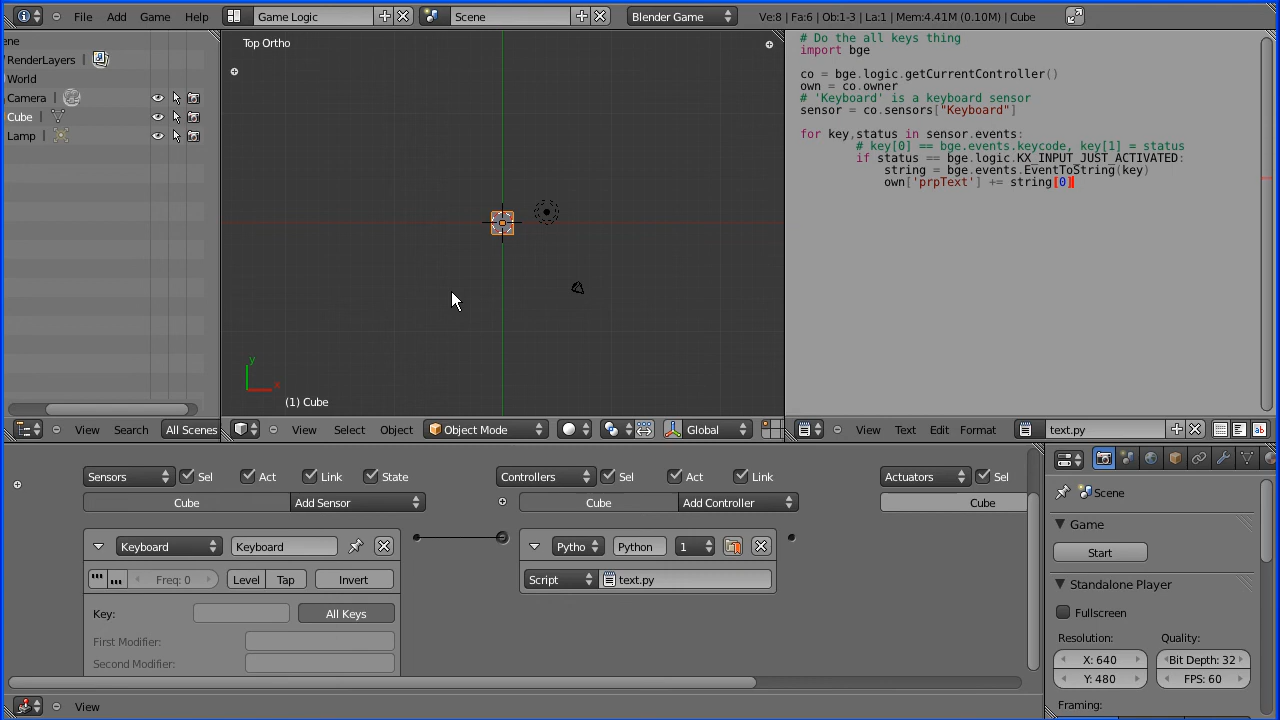 File Add Game Help Game Logic Scene Blender Game Ve:8 | Fa:6 | Ob:1-3 | La:1 | Mem:4.41M (0.10M) | Cube
ene
RenderLayers |
World
Camera |
Cube |
Lamp |
View Search All Scenes
Top Ortho
y
x
(1) Cube
View Select Object Object Mode Global
# Do the all keys thing
import bge
co = bge.logic.getCurrentController()
own = co.owner
# 'Keyboard' is a keyboard sensor
sensor = co.sensors["Keyboard"]
for key,status in sensor.events:
# key[0] == bge.events.keycode, key[1] = status
if status == bge.logic.KX_INPUT_JUST_ACTIVATED:
string = bge.events.EventToString(key)
own['prpText'] += string[0]
View Text Edit Format text.py
Sensors Sel Act Link State
Cube Add Sensor
Keyboard Keyboard
Freq: 0 Level Tap Invert
Key: All Keys
First Modifier:
Second Modifier:
Controllers Sel Act Link
Cube Add Controller
Pytho Python 1
Script text.py
Actuators Sel
Cube
View
Scene
Game
Start
Standalone Player
Fullscreen
Resolution: Quality:
X: 640 Bit Depth: 32
Y: 480 FPS: 60
Framing: